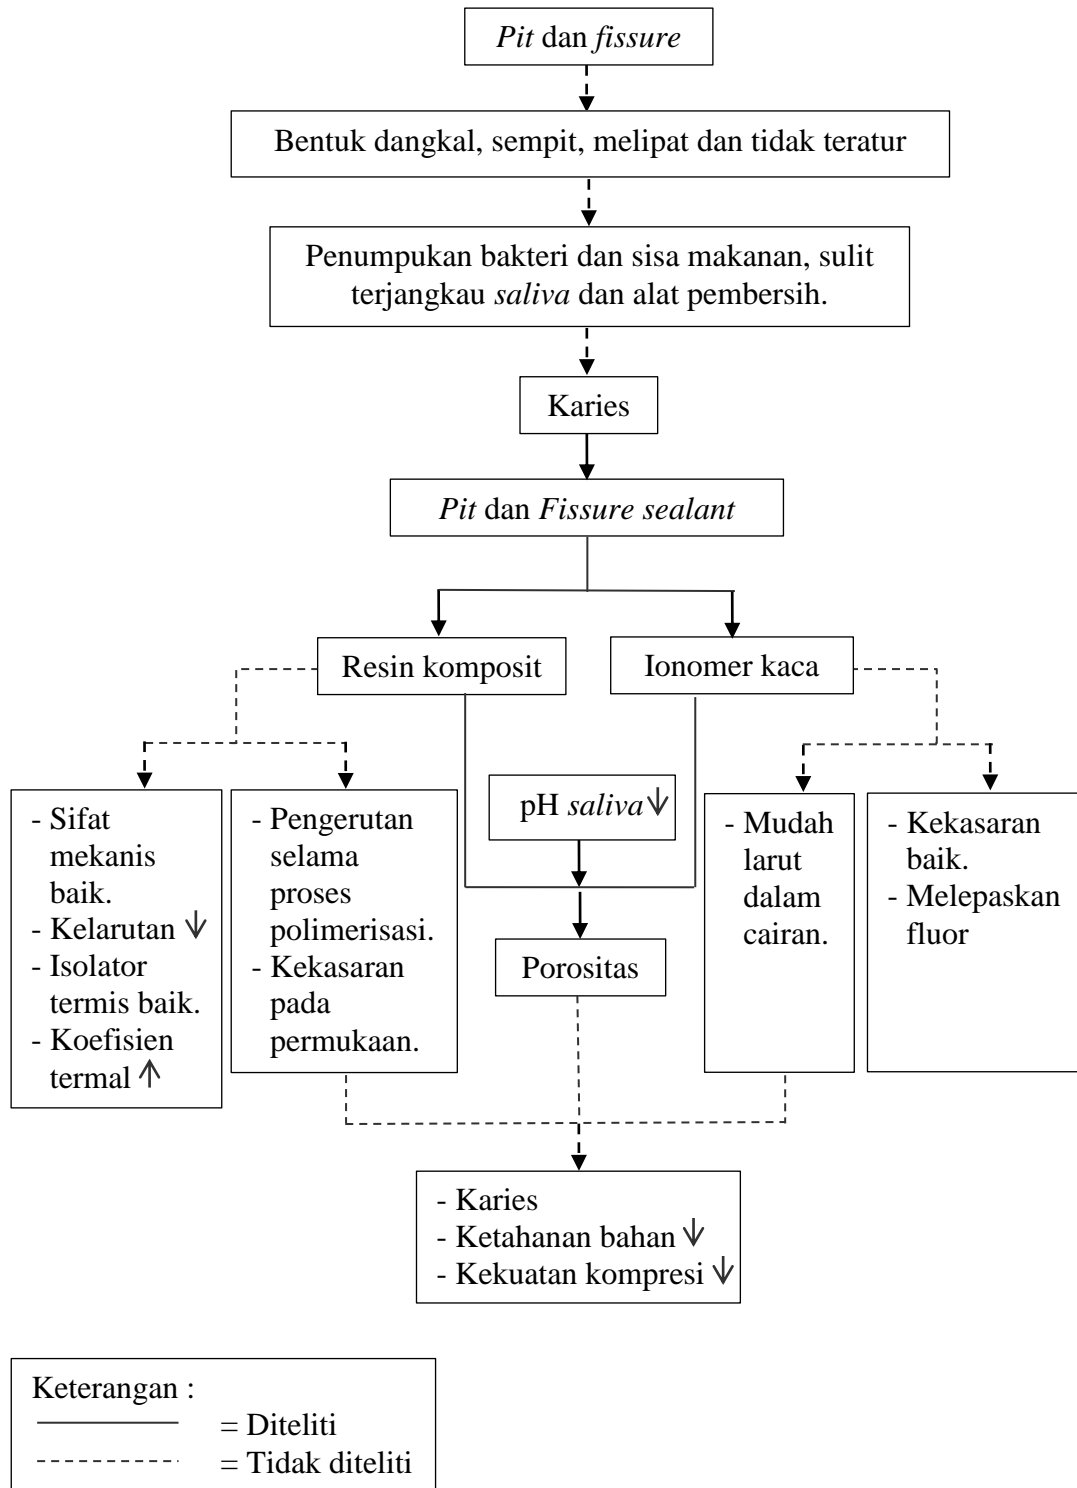 Pit dan fissure
Bentuk dangkal, sempit, melipat dan tidak teratur
Penumpukan bakteri dan sisa makanan, sulit
terjangkau saliva dan alat pembersih.
Karies
Pit dan Fissure sealant
Resin komposit
Ionomer kaca
- Sifat
mekanis
baik.
- Kelarutan ↓
- Isolator
termis baik.
- Koefisien
termal ↑
- Pengerutan
selama
proses
polimerisasi.
- Kekasaran
pada
permukaan.
pH saliva ↓
Porositas
- Mudah
larut
dalam
cairan.
- Kekasaran
baik.
- Melepaskan
fluor
- Karies
- Ketahanan bahan ↓
- Kekuatan kompresi ↓
Keterangan :
= Diteliti
= Tidak diteliti